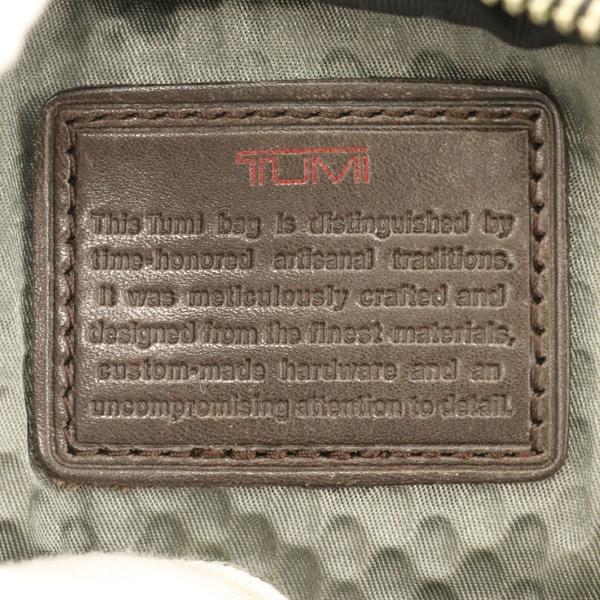 TUMI
This Tumi bag is distinguished by
time-honored artisanal traditions.
It was meticulously crafted and
designed from the finest materials,
custom-made hardware and an
uncompromising attention to detail.